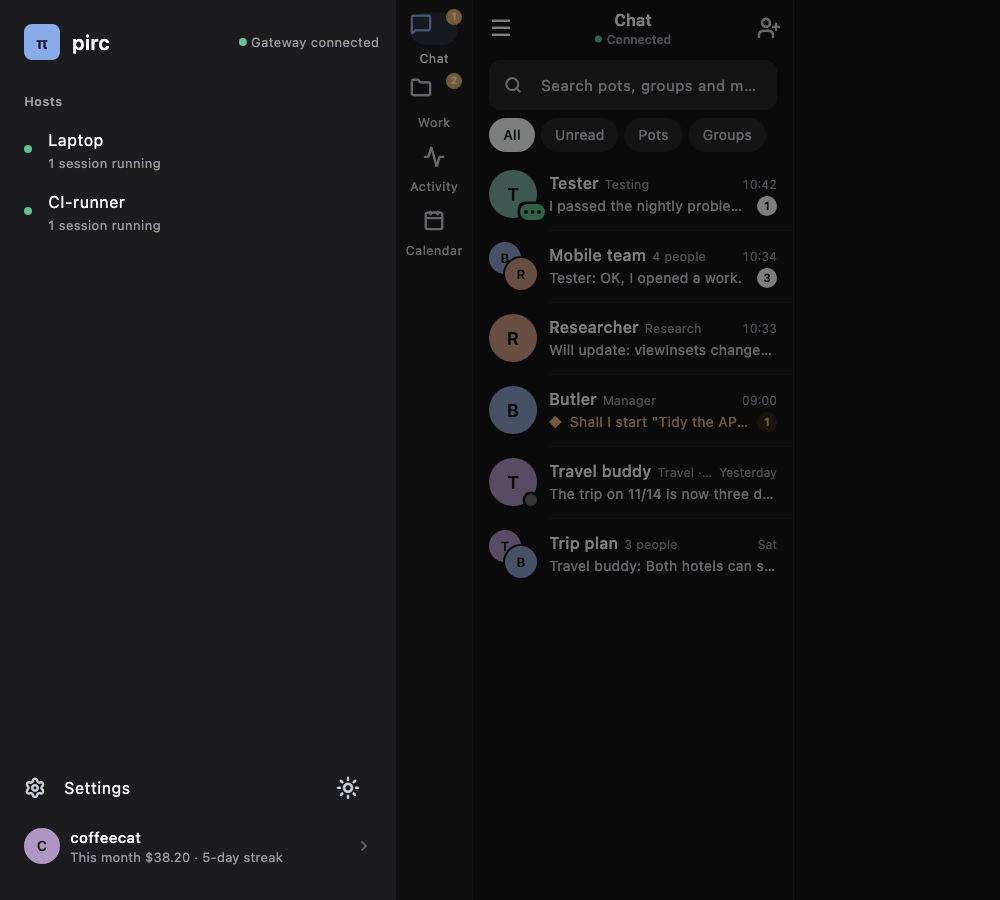 π pirc
Gateway connected
Hosts
Laptop
1 session running
CI-runner
1 session running
Settings
C
coffeecat
This month $38.20 · 5-day streak
1
Chat
2
Work
Activity
Calendar
Chat
Connected
Search pots, groups and m...
All Unread Pots Groups
T
Tester Testing 10:42
I passed the nightly proble... 1
B R
Mobile team 4 people 10:34
Tester: OK, I opened a work. 3
R
Researcher Research 10:33
Will update: viewInsets change...
B
Butler Manager 09:00
Shall I start "Tidy the AP... 1
T
Travel buddy Travel ·... Yesterday
The trip on 11/14 is now three d...
T B
Trip plan 3 people Sat
Travel buddy: Both hotels can s...